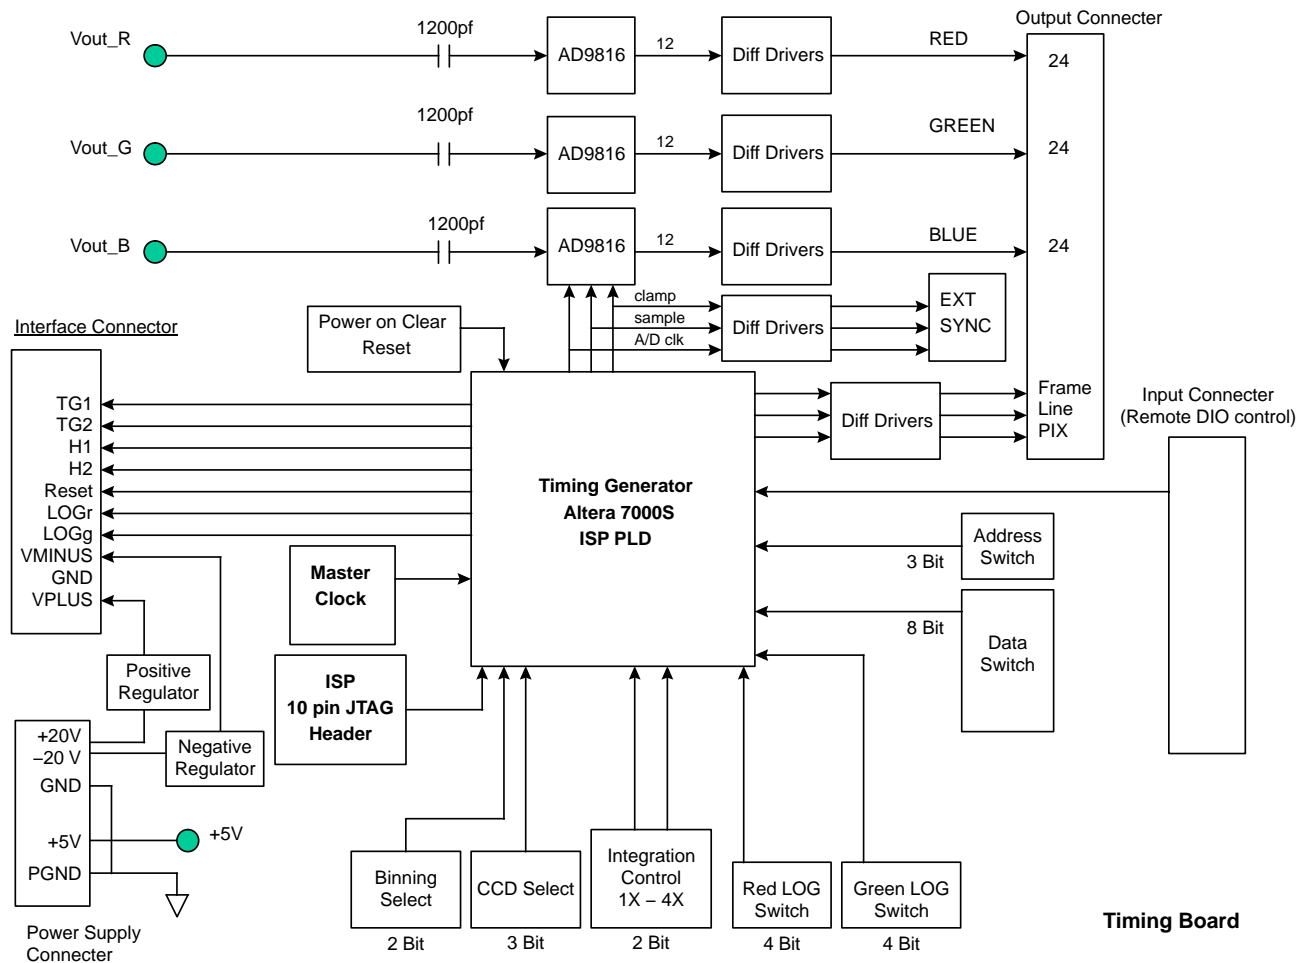 Output Connecter
Vout_R
1200pf
AD9816
12
Diff Drivers
RED
24
Vout_G
1200pf
AD9816
12
Diff Drivers
GREEN
24
Vout_B
1200pf
AD9816
12
Diff Drivers
BLUE
24
clamp
sample
A/D clk
Diff Drivers
EXT
SYNC
Power on Clear
Reset
Interface Connector
TG1
TG2
H1
H2
Reset
LOGr
LOGg
VMINUS
GND
VPLUS
Timing Generator
Altera 7000S
ISP PLD
Diff Drivers
Frame
Line
PIX
Input Connecter
(Remote DIO control)
Address
Switch
3 Bit
Data
Switch
8 Bit
Master
Clock
ISP
10 pin JTAG
Header
Positive
Regulator
Negative
Regulator
+20V
−20 V
GND
+5V
PGND
+5V
Power Supply
Connecter
Binning
Select
2 Bit
CCD Select
3 Bit
Integration
Control
1X − 4X
2 Bit
Red LOG
Switch
4 Bit
Green LOG
Switch
4 Bit
Timing Board